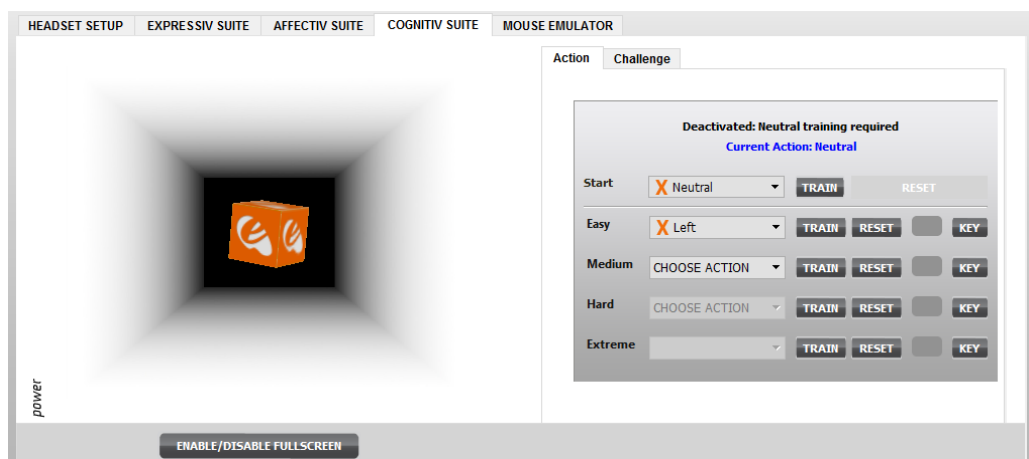 HEADSET SETUP EXPRESSIV SUITE AFFECTIV SUITE COGNITIV SUITE MOUSE EMULATOR
Action Challenge
Deactivated: Neutral training required
Current Action: Neutral
Start X Neutral TRAIN RESET
Easy X Left TRAIN RESET KEY
Medium CHOOSE ACTION TRAIN RESET KEY
Hard CHOOSE ACTION TRAIN RESET KEY
Extreme TRAIN RESET KEY
power
ENABLE/DISABLE FULLSCREEN